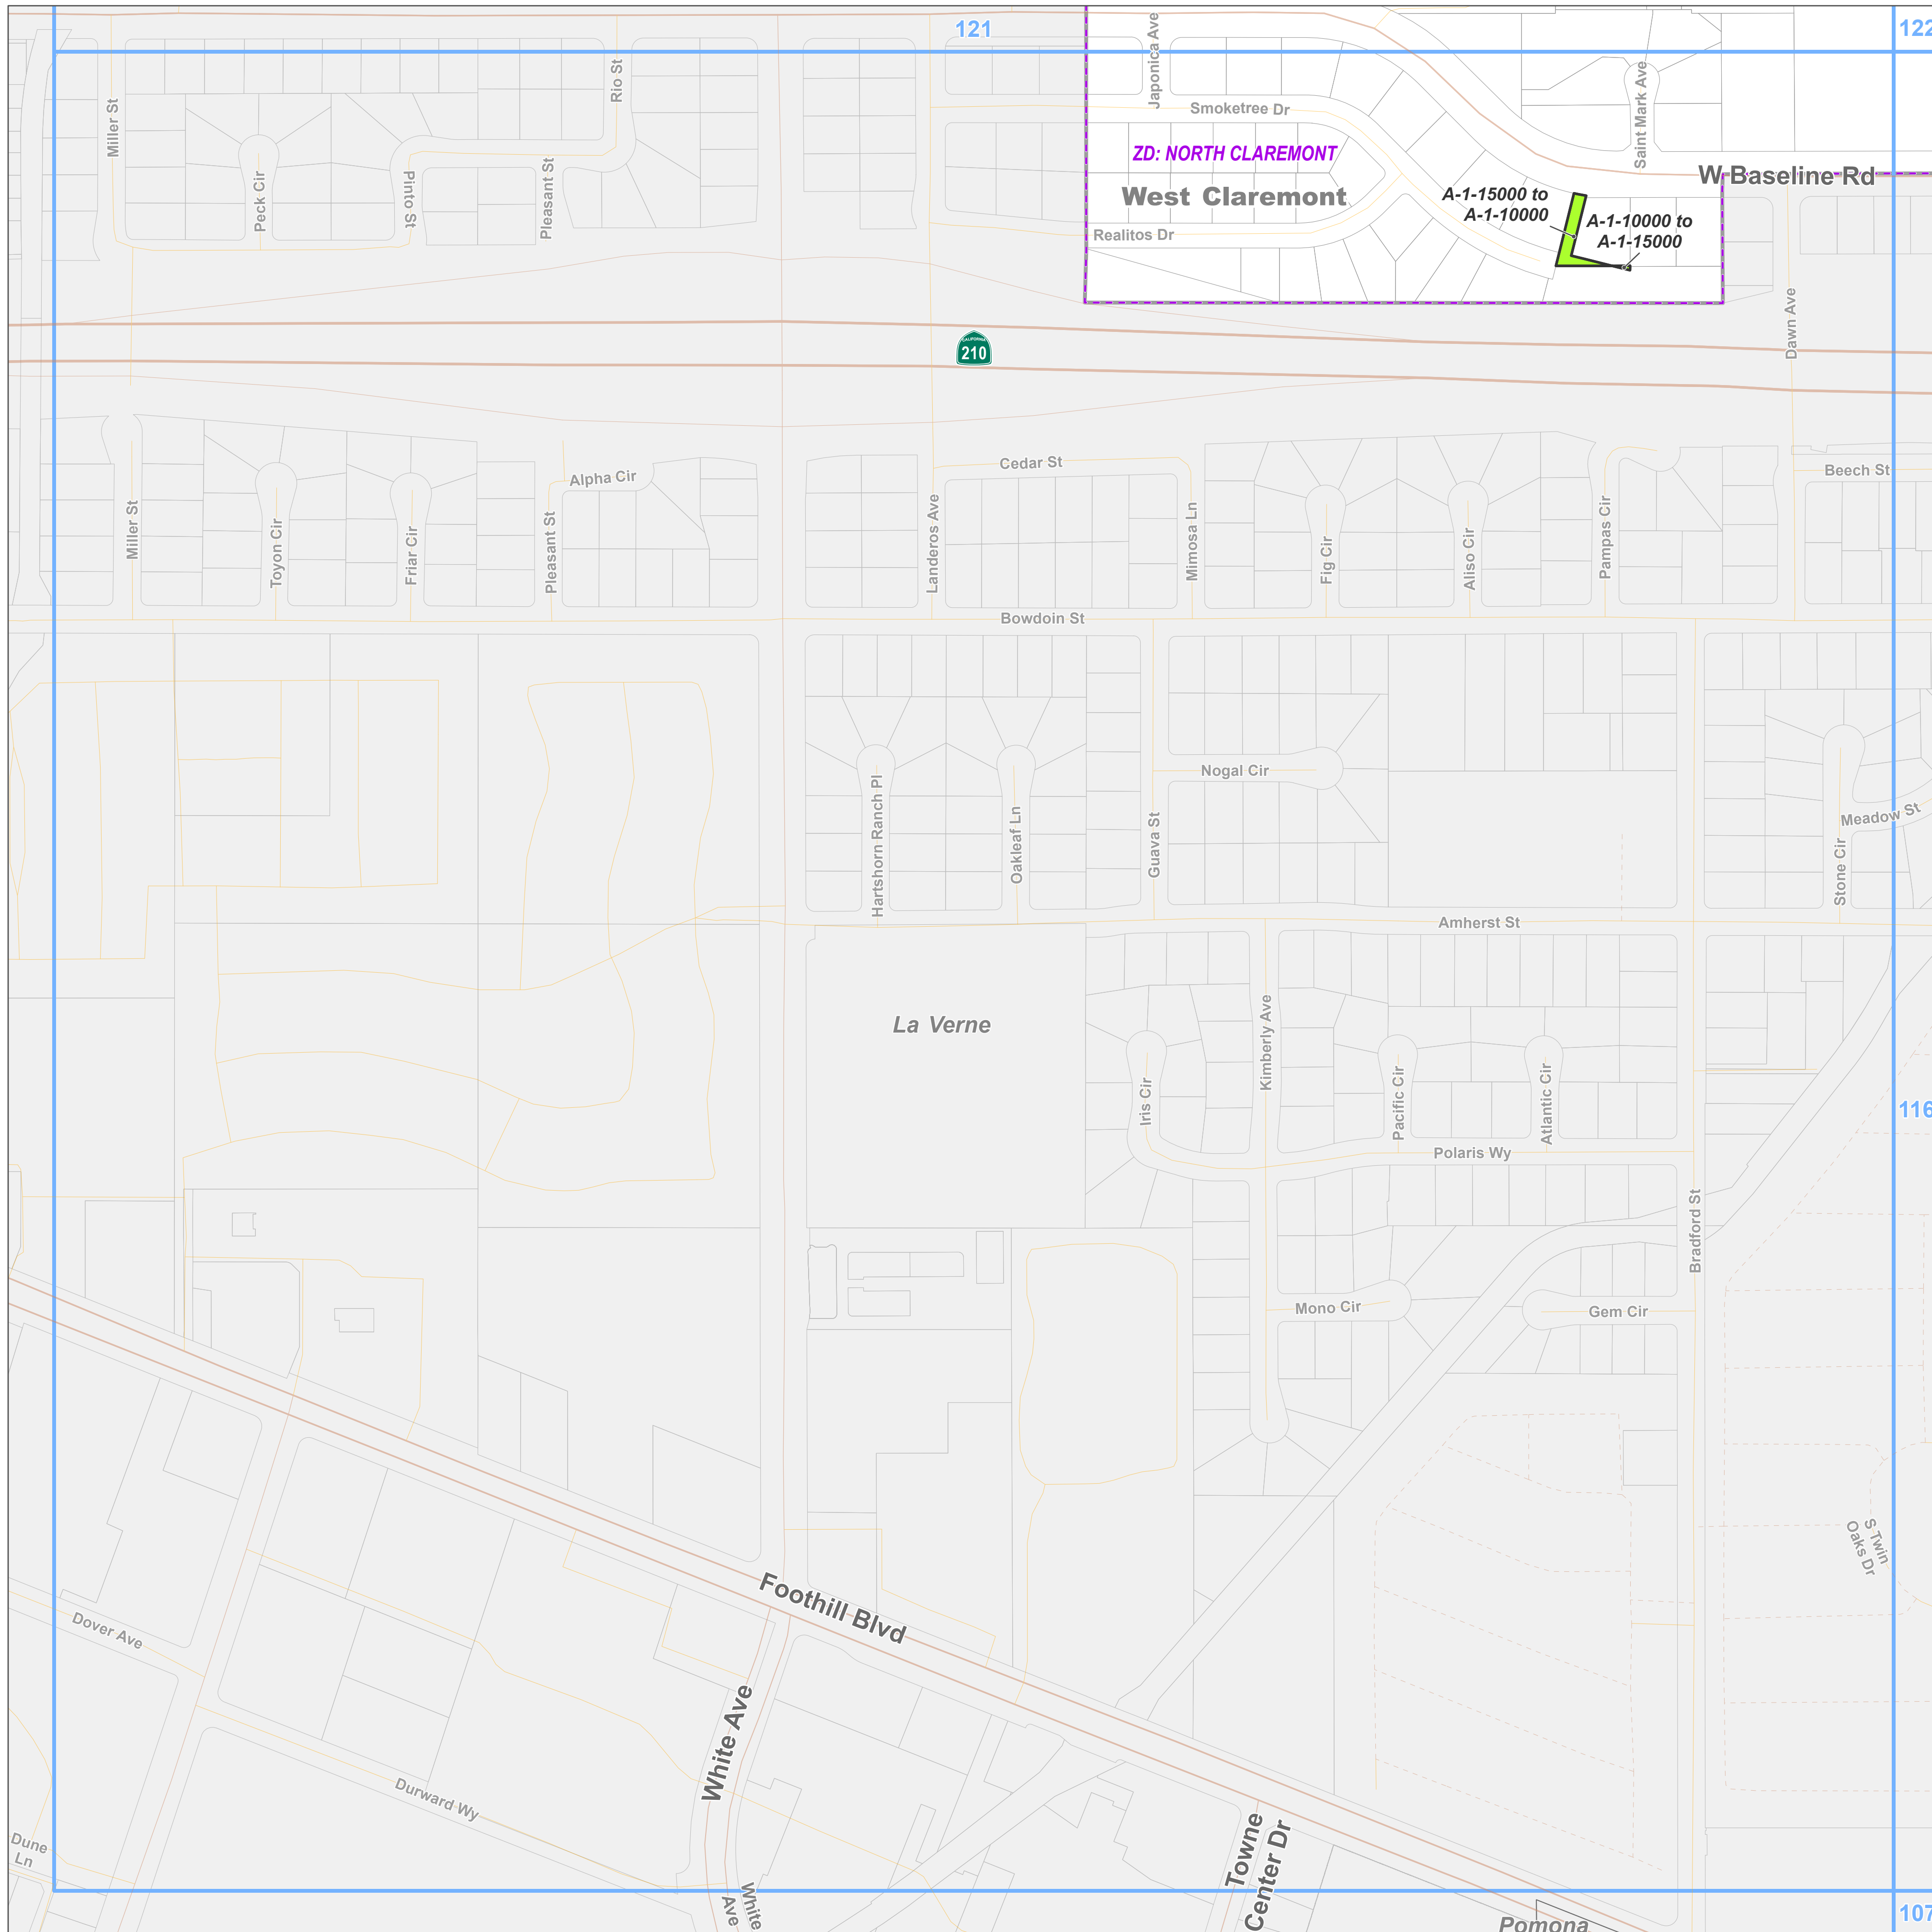 121
122
Japonica Ave
Rio St
Miller St
Smoketree Dr
Saint Mark Ave
ZD: NORTH CLAREMONT
W Baseline Rd
West Claremont
A-1-15000 to
A-1-10000
A-1-10000 to
A-1-15000
Peck Cir
Pinto St
Pleasant St
Realitos Dr
Dawn Ave
CALIFORNIA
210
Cedar St
Alpha Cir
Beech St
Miller St
Toyon Cir
Friar Cir
Pleasant St
Landeros Ave
Mimosa Ln
Fig Cir
Aliso Cir
Pampas Cir
Bowdoin St
Nogal Cir
Hartshorn Ranch Pl
Oakleaf Ln
Guava St
Meadow St
Stone Cir
Amherst St
La Verne
Kimberly Ave
Iris Cir
Pacific Cir
Atlantic Cir
116
Polaris Wy
Bradford St
Mono Cir
Gem Cir
S Twin
Oaks Dr
Foothill Blvd
Dover Ave
White Ave
Durward Wy
Towne
Center Dr
Dune
Ln
White
Ave
107
Pomona